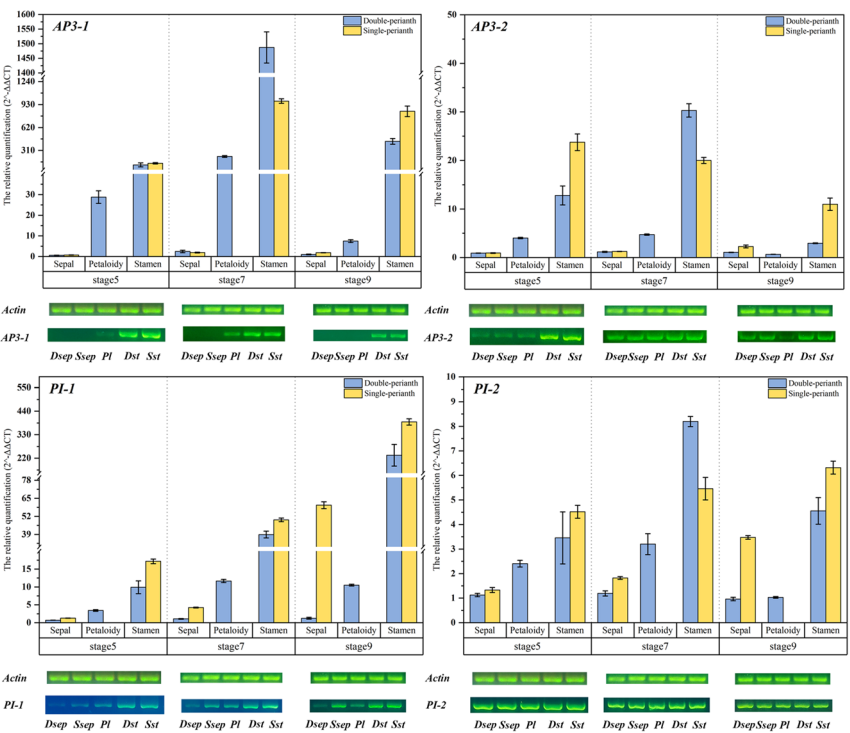 AP3-1
Double-perianth
Single-perianth
The relative quantification (2^-ΔΔCT)
1600
1550
1500
1450
1400
1240
930
620
310
30
20
10
0
Sepal Petaloidy Stamen Sepal Petaloidy Stamen Sepal Petaloidy Stamen
stage5 stage7 stage9
Actin
AP3-1
Dsep Ssep Pl Dst Sst Dsep Ssep Pl Dst Sst Dsep Ssep Pl Dst Sst
AP3-2
Double-perianth
Single-perianth
The relative quantification (2^-ΔΔCT)
50
40
30
20
10
0
Sepal Petaloidy Stamen Sepal Petaloidy Stamen Sepal Petaloidy Stamen
stage5 stage7 stage9
Actin
AP3-2
Dsep Ssep Pl Dst Sst Dsep Ssep Pl Dst Sst Dsep Ssep Pl Dst Sst
PI-1
Double-perianth
Single-perianth
The relative quantification (2^-ΔΔCT)
550
440
330
220
78
65
52
39
15
10
5
0
Sepal Petaloidy Stamen Sepal Petaloidy Stamen Sepal Petaloidy Stamen
stage5 stage7 stage9
Actin
PI-1
Dsep Ssep Pl Dst Sst Dsep Ssep Pl Dst Sst Dsep Ssep Pl Dst Sst
PI-2
Double-perianth
Single-perianth
The relative quantification (2^-ΔΔCT)
10
9
8
7
6
5
4
3
2
1
0
Sepal Petaloidy Stamen Sepal Petaloidy Stamen Sepal Petaloidy Stamen
stage5 stage7 stage9
Actin
PI-2
Dsep Ssep Pl Dst Sst Dsep Ssep Pl Dst Sst Dsep Ssep Pl Dst Sst